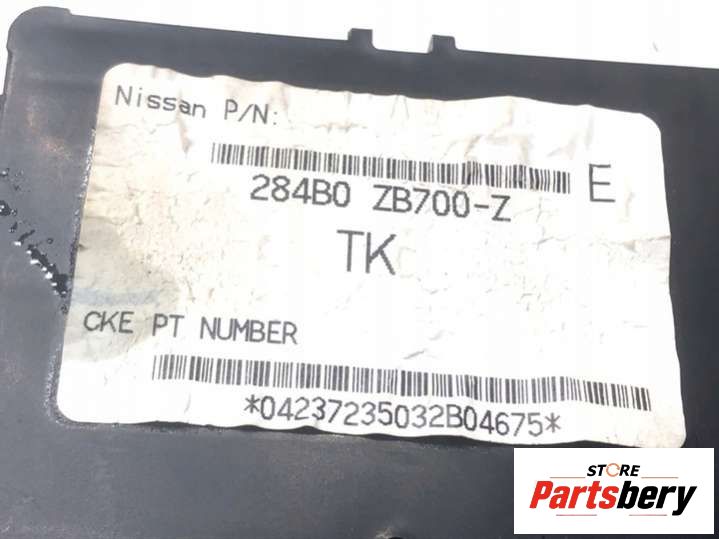 Nissan P/N:
E
284B0 ZB700-Z
TK
CKE PT NUMBER
*04237235032B04675*
STORE
Partsbery